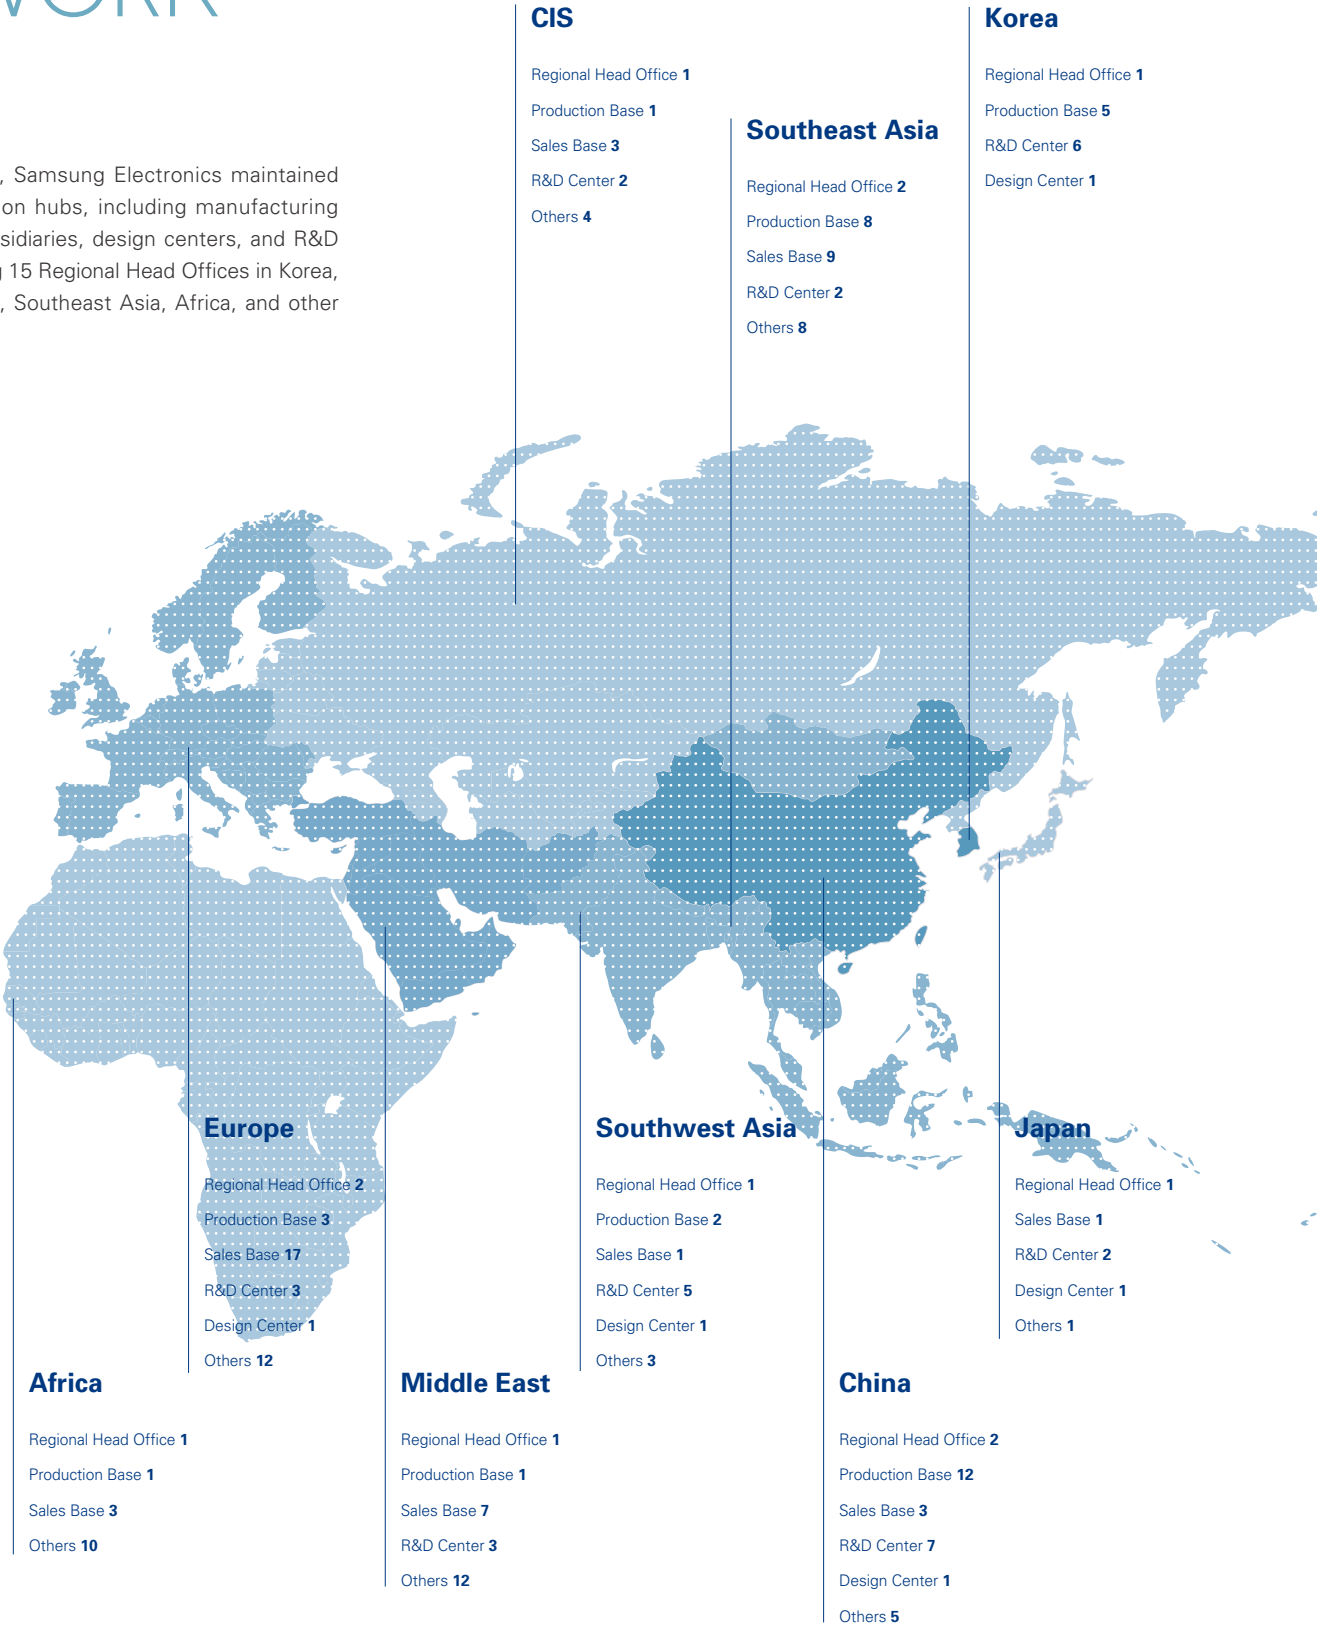 WORK
, Samsung Electronics maintained
on hubs, including manufacturing
sidiaries, design centers, and R&D
15 Regional Head Offices in Korea,
, Southeast Asia, Africa, and other
CIS
Regional Head Office 1
Production Base 1
Sales Base 3
R&D Center 2
Others 4
Southeast Asia
Regional Head Office 2
Production Base 8
Sales Base 9
R&D Center 2
Others 8
Korea
Regional Head Office 1
Production Base 5
R&D Center 6
Design Center 1
Europe
Regional Head Office 2
Production Base 3
Sales Base 17
R&D Center 3
Design Center 1
Others 12
Southwest Asia
Regional Head Office 1
Production Base 2
Sales Base 1
R&D Center 5
Design Center 1
Others 3
Japan
Regional Head Office 1
Sales Base 1
R&D Center 2
Design Center 1
Others 1
Africa
Regional Head Office 1
Production Base 1
Sales Base 3
Others 10
Middle East
Regional Head Office 1
Production Base 1
Sales Base 7
R&D Center 3
Others 12
China
Regional Head Office 2
Production Base 12
Sales Base 3
R&D Center 7
Design Center 1
Others 5